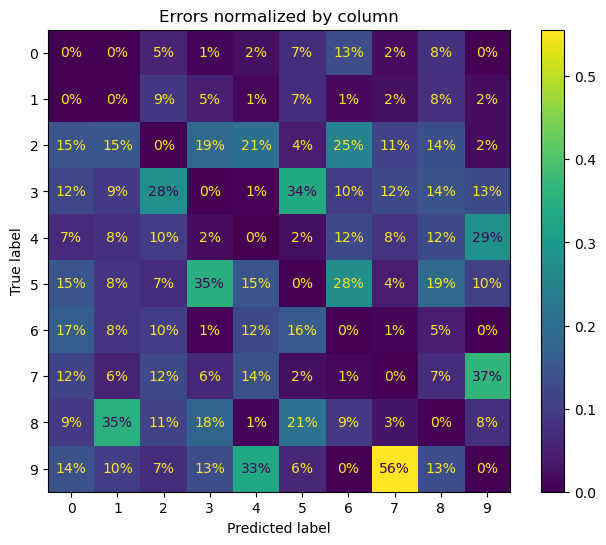 Errors normalized by column
0 0% 0% 5% 1% 2% 7% 13% 2% 8% 0%
1 0% 0% 9% 5% 1% 7% 1% 2% 8% 2%
2 15% 15% 0% 19% 21% 4% 25% 11% 14% 2%
3 12% 9% 28% 0% 1% 34% 10% 12% 14% 13%
4 7% 8% 10% 2% 0% 2% 12% 8% 12% 29%
5 15% 8% 7% 35% 15% 0% 28% 4% 19% 10%
6 17% 8% 10% 1% 12% 16% 0% 1% 5% 0%
7 12% 6% 12% 6% 14% 2% 1% 0% 7% 37%
8 9% 35% 11% 18% 1% 21% 9% 3% 0% 8%
9 14% 10% 7% 13% 33% 6% 0% 56% 13% 0%
0 1 2 3 4 5 6 7 8 9
Predicted label
True label
0.5
0.4
0.3
0.2
0.1
0.0